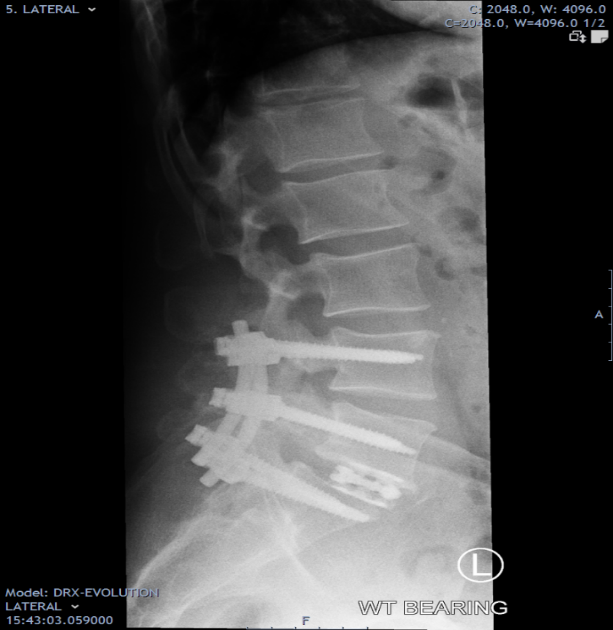 5. LATERAL
C: 2048.0, W: 4096.0
C=2048.0, W=4096.0 1/2
A
L
Model: DRX-EVOLUTION
LATERAL
WT BEARING
15:43:03.059000
F